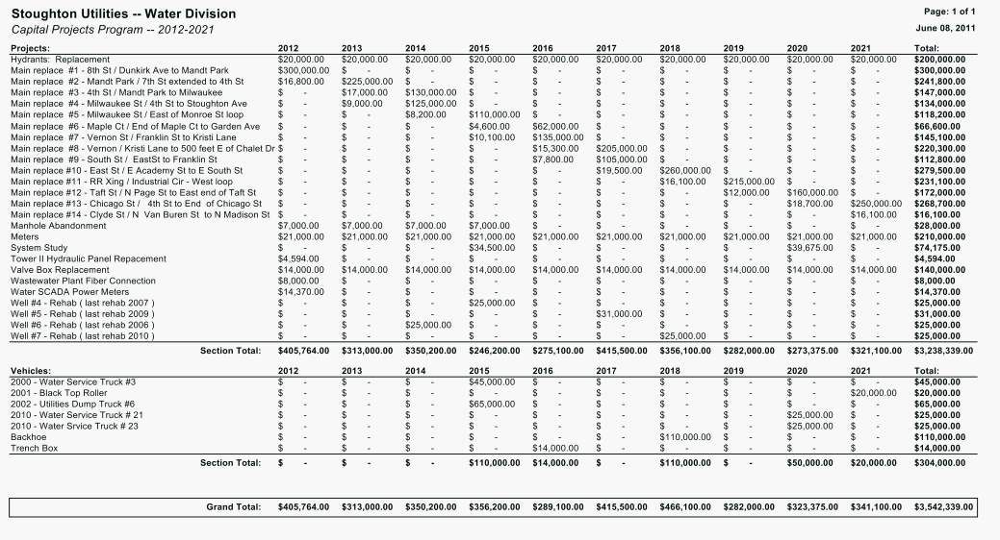 Stoughton Utilities -- Water Division
Page: 1 of 1
Capital Projects Program -- 2012-2021
June 08, 2011
Projects: 2012 2013 2014 2015 2016 2017 2018 2019 2020 2021 Total:
Hydrants: Replacement $20,000.00 $20,000.00 $20,000.00 $20,000.00 $20,000.00 $20,000.00 $20,000.00 $20,000.00 $20,000.00 $20,000.00 $200,000.00
Main replace #1 - 8th St / Dunkirk Ave to Mandt Park $300,000.00 $ - $ - $ - $ - $ - $ - $ - $ - $ - $300,000.00
Main replace #2 - Mandt Park / 7th St extended to 4th St $16,800.00 $225,000.00 $ - $ - $ - $ - $ - $ - $ - $ - $241,800.00
Main replace #3 - 4th St / Mandt Park to Milwaukee $ - $17,000.00 $130,000.00 $ - $ - $ - $ - $ - $ - $ - $147,000.00
Main replace #4 - Milwaukee St / 4th St to Stoughton Ave $ - $9,000.00 $125,000.00 $ - $ - $ - $ - $ - $ - $ - $134,000.00
Main replace #5 - Milwaukee St / East of Monroe St loop $ - $ - $8,200.00 $110,000.00 $ - $ - $ - $ - $ - $ - $118,200.00
Main replace #6 - Maple Ct / End of Maple Ct to Garden Ave $ - $ - $ - $4,600.00 $62,000.00 $ - $ - $ - $ - $ - $66,600.00
Main replace #7 - Vernon St / Franklin St to Kristi Lane $ - $ - $ - $10,100.00 $135,000.00 $ - $ - $ - $ - $ - $145,100.00
Main replace #8 - Vernon / Kristi Lane to 500 feet E of Chalet Dr $ - $ - $ - $ - $15,300.00 $205,000.00 $ - $ - $ - $ - $220,300.00
Main replace #9 - South St / EastSt to Franklin St $ - $ - $ - $ - $7,800.00 $105,000.00 $ - $ - $ - $ - $112,800.00
Main replace #10 - East St / E Academy St to E South St $ - $ - $ - $ - $ - $19,500.00 $260,000.00 $ - $ - $ - $279,500.00
Main replace #11 - RR Xing / Industrial Cir - West loop $ - $ - $ - $ - $ - $ - $16,100.00 $215,000.00 $ - $ - $231,100.00
Main replace #12 - Taft St / N Page St to East end of Taft St $ - $ - $ - $ - $ - $ - $ - $12,000.00 $160,000.00 $ - $172,000.00
Main replace #13 - Chicago St / 4th St to End of Chicago St $ - $ - $ - $ - $ - $ - $ - $ - $18,700.00 $250,000.00 $268,700.00
Main replace #14 - Clyde St / N Van Buren St to N Madison St $ - $ - $ - $ - $ - $ - $ - $ - $ - $16,100.00 $16,100.00
Manhole Abandonment $7,000.00 $7,000.00 $7,000.00 $7,000.00 $ - $ - $ - $ - $ - $ - $28,000.00
Meters $21,000.00 $21,000.00 $21,000.00 $21,000.00 $21,000.00 $21,000.00 $21,000.00 $21,000.00 $21,000.00 $21,000.00 $210,000.00
System Study $ - $ - $ - $34,500.00 $ - $ - $ - $ - $39,675.00 $ - $74,175.00
Tower II Hydraulic Panel Repacement $4,594.00 $ - $ - $ - $ - $ - $ - $ - $ - $ - $4,594.00
Valve Box Replacement $14,000.00 $14,000.00 $14,000.00 $14,000.00 $14,000.00 $14,000.00 $14,000.00 $14,000.00 $14,000.00 $14,000.00 $140,000.00
Wastewater Plant Fiber Connection $8,000.00 $ - $ - $ - $ - $ - $ - $ - $ - $ - $8,000.00
Water SCADA Power Meters $14,370.00 $ - $ - $ - $ - $ - $ - $ - $ - $ - $14,370.00
Well #4 - Rehab ( last rehab 2007 ) $ - $ - $ - $25,000.00 $ - $ - $ - $ - $ - $ - $25,000.00
Well #5 - Rehab ( last rehab 2009 ) $ - $ - $ - $ - $ - $31,000.00 $ - $ - $ - $ - $31,000.00
Well #6 - Rehab ( last rehab 2006 ) $ - $ - $25,000.00 $ - $ - $ - $ - $ - $ - $ - $25,000.00
Well #7 - Rehab ( last rehab 2010 ) $ - $ - $ - $ - $ - $ - $25,000.00 $ - $ - $ - $25,000.00
Section Total: $405,764.00 $313,000.00 $350,200.00 $246,200.00 $275,100.00 $415,500.00 $356,100.00 $282,000.00 $273,375.00 $321,100.00 $3,238,339.00
Vehicles: 2012 2013 2014 2015 2016 2017 2018 2019 2020 2021 Total:
2000 - Water Service Truck #3 $ - $ - $ - $45,000.00 $ - $ - $ - $ - $ - $ - $45,000.00
2001 - Black Top Roller $ - $ - $ - $ - $ - $ - $ - $ - $ - $20,000.00 $20,000.00
2002 - Utilities Dump Truck #6 $ - $ - $ - $65,000.00 $ - $ - $ - $ - $ - $ - $65,000.00
2010 - Water Service Truck # 21 $ - $ - $ - $ - $ - $ - $ - $ - $25,000.00 $ - $25,000.00
2010 - Water Srvice Truck # 23 $ - $ - $ - $ - $ - $ - $ - $ - $25,000.00 $ - $25,000.00
Backhoe $ - $ - $ - $ - $ - $ - $110,000.00 $ - $ - $ - $110,000.00
Trench Box $ - $ - $ - $ - $14,000.00 $ - $ - $ - $ - $ - $14,000.00
Section Total: $ - $ - $ - $110,000.00 $14,000.00 $ - $110,000.00 $ - $50,000.00 $20,000.00 $304,000.00
Grand Total: $405,764.00 $313,000.00 $350,200.00 $356,200.00 $289,100.00 $415,500.00 $466,100.00 $282,000.00 $323,375.00 $341,100.00 $3,542,339.00